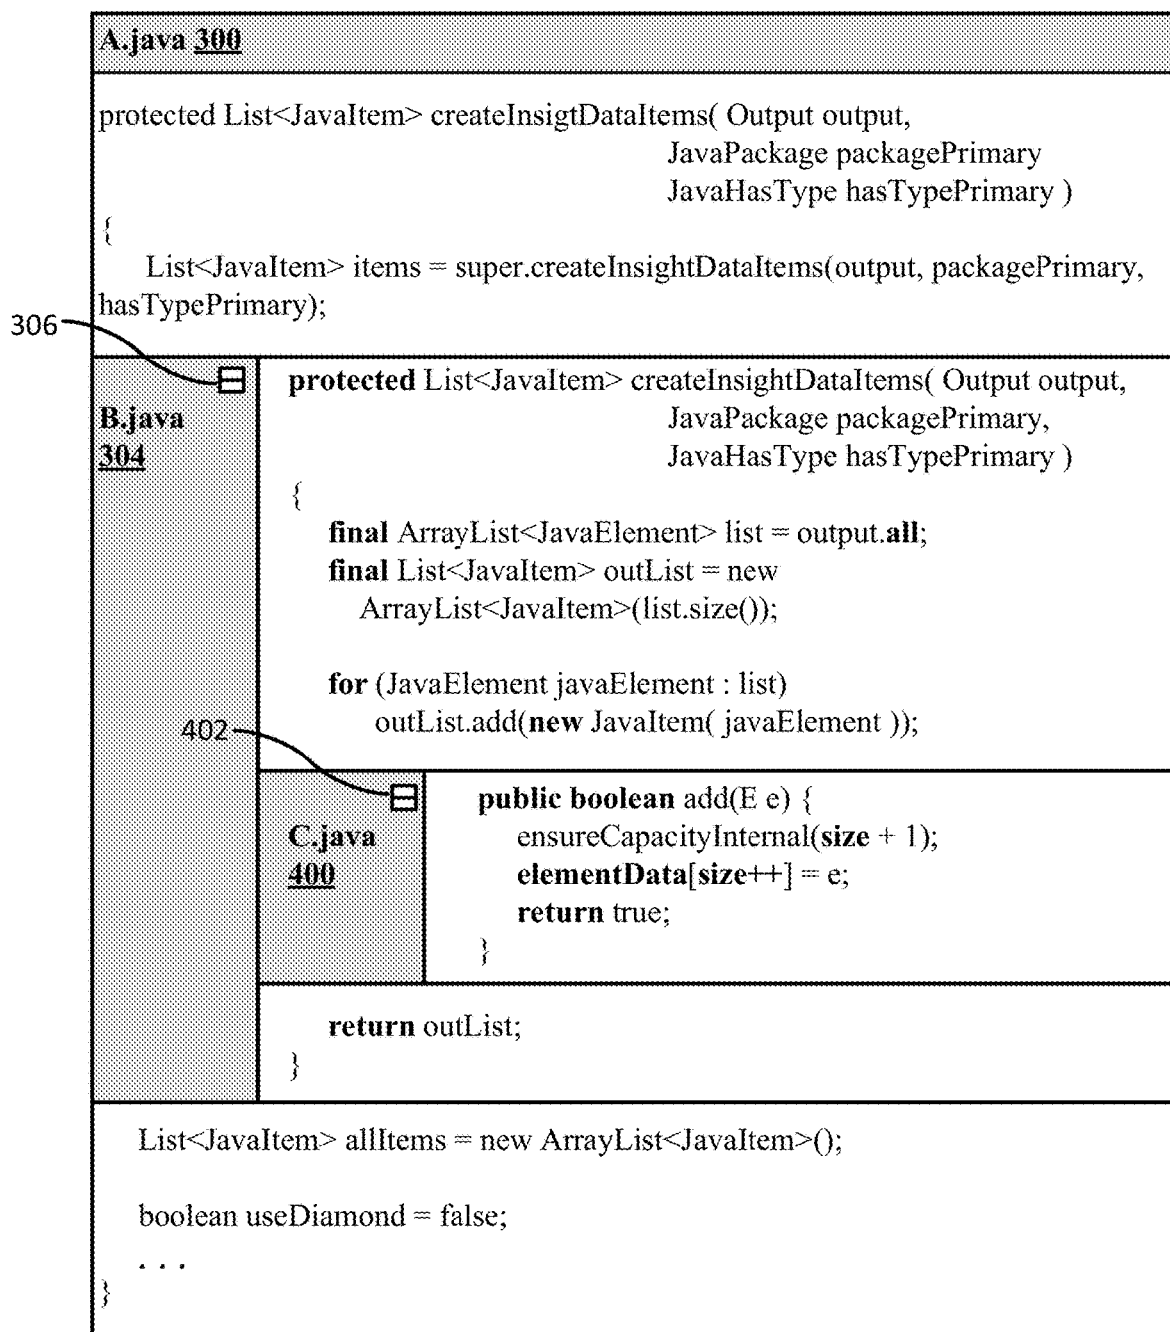 A.java 300
protected List<JavaItem> createInsigtDataItems( Output output,
JavaPackage packagePrimary
JavaHasType hasTypePrimary )
{
List<JavaItem> items = super.createInsightDataItems(output, packagePrimary,
hasTypePrimary);
306
B.java
304
protected List<JavaItem> createInsightDataItems( Output output,
JavaPackage packagePrimary,
JavaHasType hasTypePrimary )
{
final ArrayList<JavaElement> list = output.all;
final List<JavaItem> outList = new
ArrayList<JavaItem>(list.size());
for (JavaElement javaElement : list)
outList.add(new JavaItem( javaElement ));
402
C.java
400
public boolean add(E e) {
ensureCapacityInternal(size + 1);
elementData[size++] = e;
return true;
}
return outList;
}
List<JavaItem> allItems = new ArrayList<JavaItem>();
boolean useDiamond = false;
. . .
}